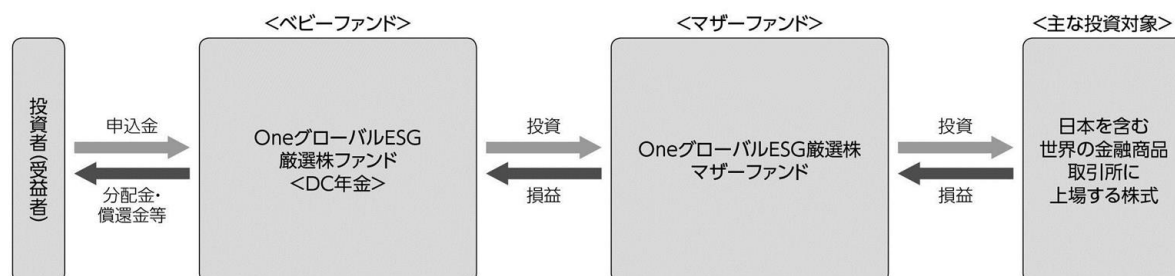 <ベビーファンド>
<マザーファンド>
<主な投資対象>
投資者(受益者)
申込金
分配金・
償還金等
OneグローバルESG
厳選株ファンド
<DC年金>
投資
損益
OneグローバルESG厳選株
マザーファンド
投資
損益
日本を含む
世界の金融商品
取引所に
上場する株式